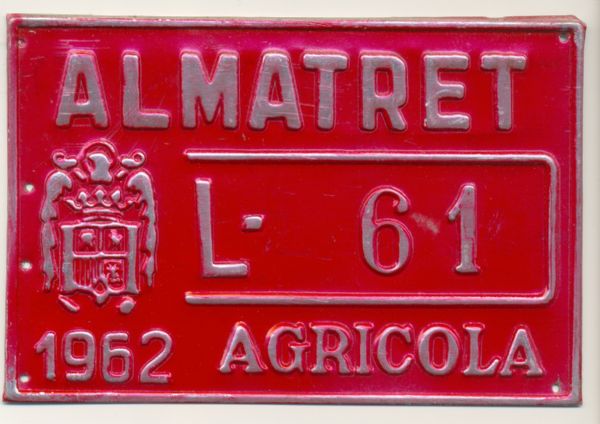 ALMATRET
L- 61
1962 AGRICOLA